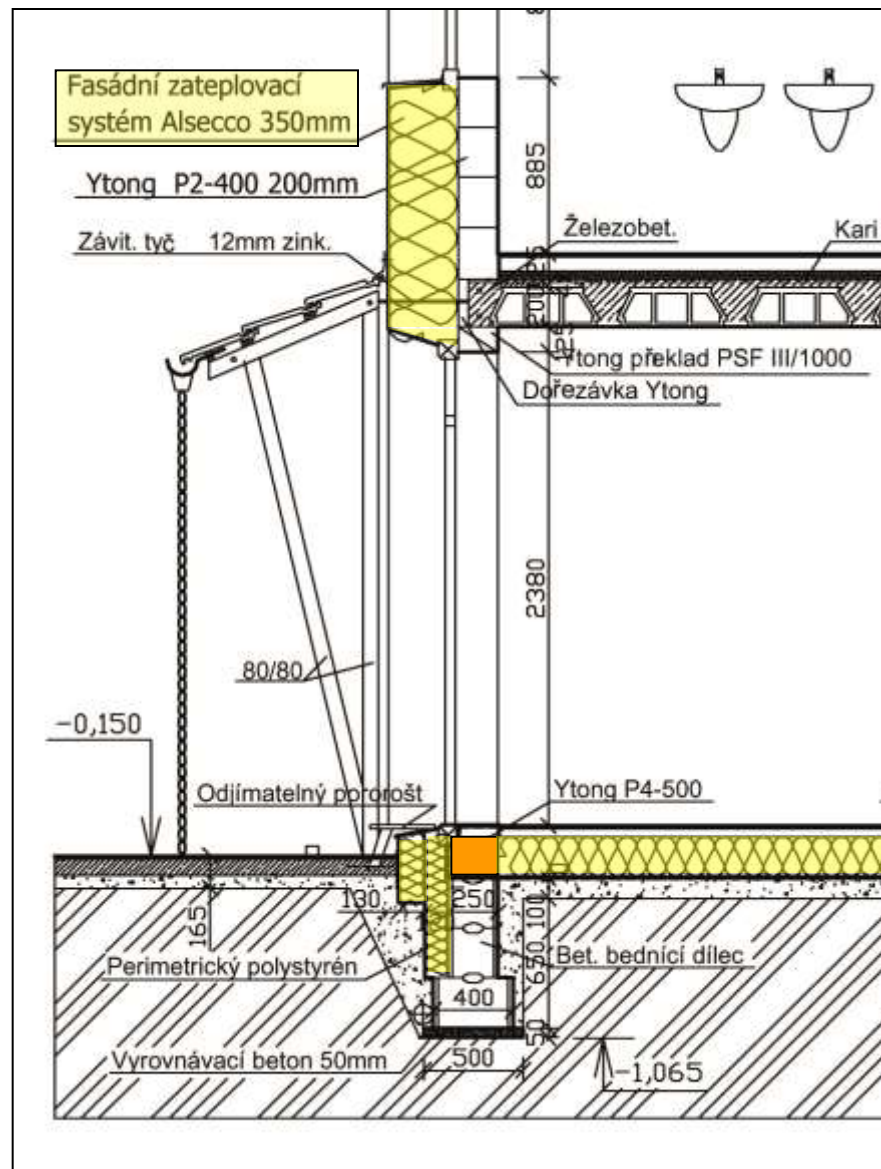 Fasádní zateplovací
systém Alsecco 350mm
Ytong P2-400 200mm
885
Závit. tyč 12mm zink.
Železobet.
Kari
Ytong překlad PSF III/1000
Dořezávka Ytong
2380
80/80
-0,150
Odjímatelný pororošt
Ytong P4-500
130
250
100
165
Perimetrický polystyrén
Bet. bednící dílec
650
400
50
Vyrovnávací beton 50mm
500
-1,065